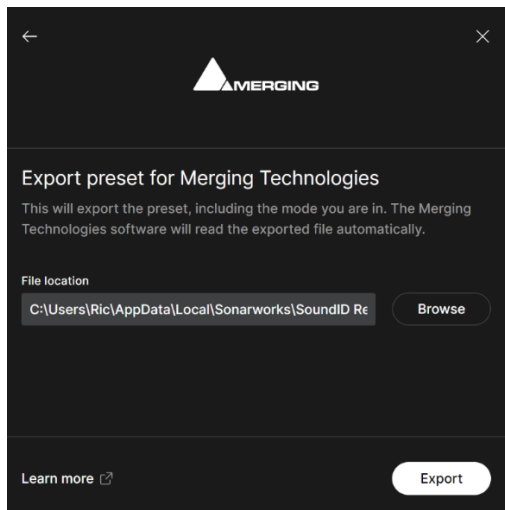 MERGING
Export preset for Merging Technologies
This will export the preset, including the mode you are in. The Merging
Technologies software will read the exported file automatically.
File location
C:\Users\Ric\AppData\Local\Sonarworks\SoundID Re
Browse
Learn more
Export